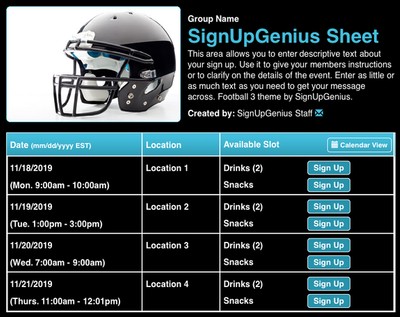 Group Name
SignUpGenius Sheet
This area allows you to enter descriptive text about
your sign up. Use it to give your members instructions
or to clarify on the details of the event. Enter as little or
as much text as you need to get your message
across. Football 3 theme by SignUpGenius.
Created by: SignUpGenius Staff
Date (mm/dd/yyyy EST) Location Available Slot Calendar View
11/18/2019 Location 1 Drinks (2) Sign Up
(Mon. 9:00am - 10:00am) Snacks Sign Up
11/19/2019 Location 2 Drinks (2) Sign Up
(Tue. 1:00pm - 3:00pm) Snacks Sign Up
11/20/2019 Location 3 Drinks (2) Sign Up
(Wed. 7:00am - 9:00am) Snacks Sign Up
11/21/2019 Location 4 Drinks (2) Sign Up
(Thurs. 11:00am - 12:01pm) Snacks Sign Up